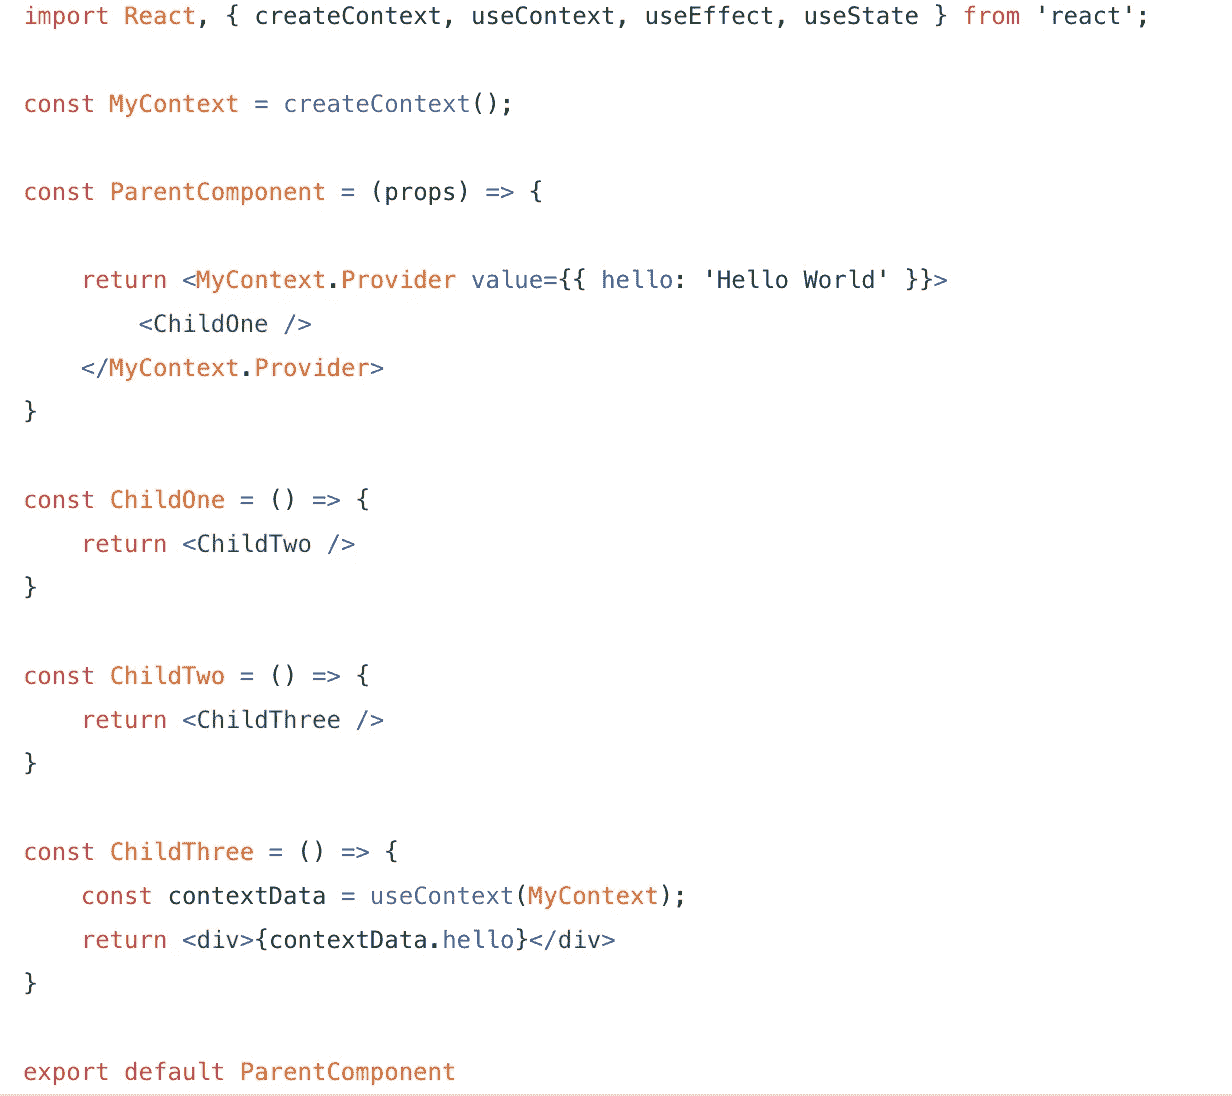 import React, { createContext, useContext, useEffect, useState } from 'react';
const MyContext = createContext();
const ParentComponent = (props) => {
return <MyContext.Provider value={{ hello: 'Hello World' }}>
<ChildOne />
</MyContext.Provider>
}
const ChildOne = () => {
return <ChildTwo />
}
const ChildTwo = () => {
return <ChildThree />
}
const ChildThree = () => {
const contextData = useContext(MyContext);
return <div>{contextData.hello}</div>
}
export default ParentComponent